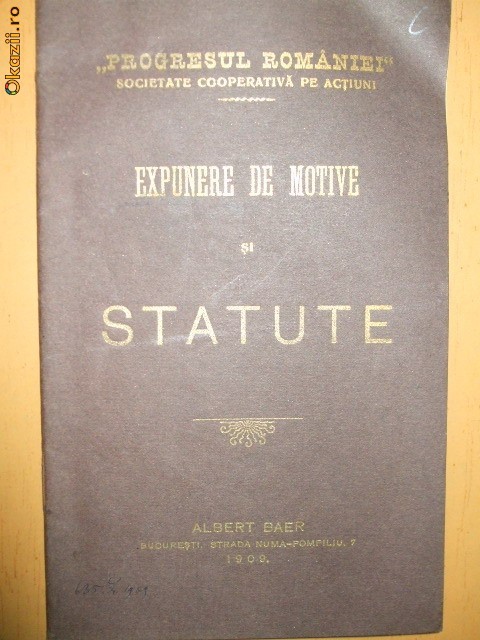 Okazii.ro
„PROGRESUL ROMÂNIEI“
SOCIETATE COOPERATIVĂ PE ACȚIUNI
EXPUNERE DE MOTIVE
ȘI
STATUTE
ALBERT BAER
BUCUREȘTI, STRADA NUMA-POMPILIU, 7
1902.